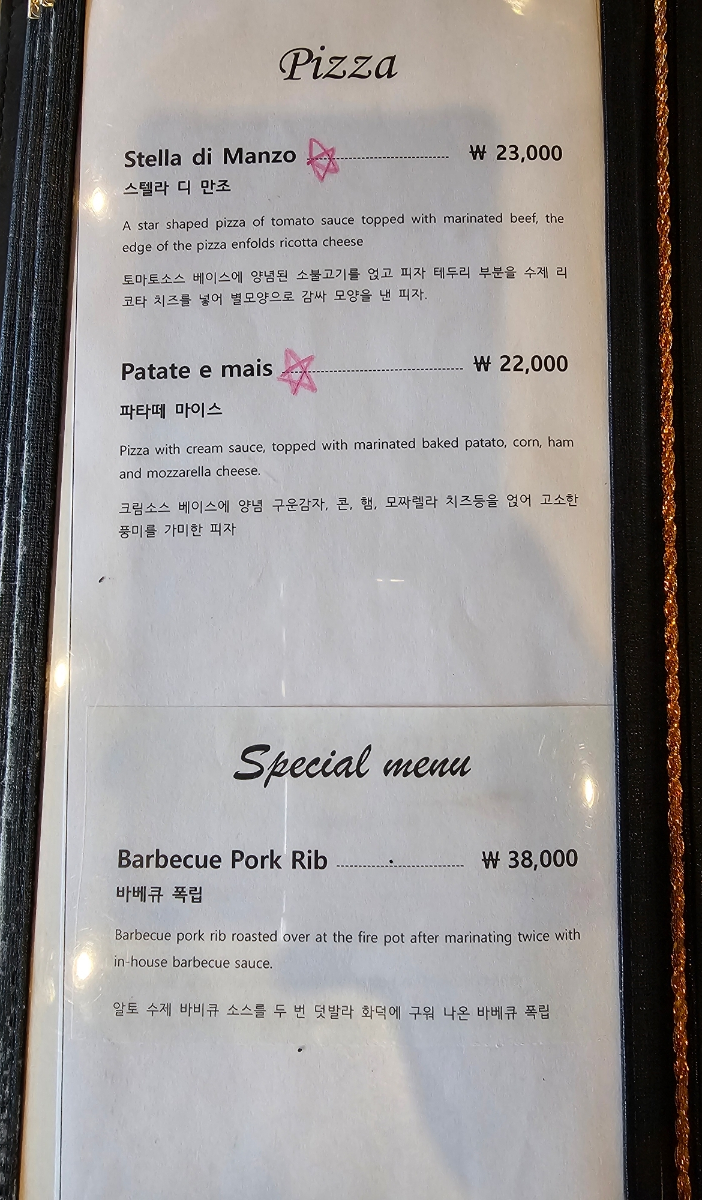 Pizza
Stella di Manzo ₩ 23,000
스텔라 디 만조
A star shaped pizza of tomato sauce topped with marinated beef, the
edge of the pizza enfolds ricotta cheese
토마토소스 베이스에 양념된 소불고기를 얹고 피자 테두리 부분을 수제 리
코타 치즈를 넣어 별모양으로 감싸 모양을 낸 피자.
Patate e mais ₩ 22,000
파타떼 마이스
Pizza with cream sauce, topped with marinated baked patato, corn, ham
and mozzarella cheese.
크림소스 베이스에 양념 구운감자, 콘, 햄, 모짜렐라 치즈등을 얹어 고소한
풍미를 가미한 피자
Special menu
Barbecue Pork Rib ₩ 38,000
바베큐 폭립
Barbecue pork rib roasted over at the fire pot after marinating twice with
in-house barbecue sauce.
알토 수제 바비큐 소스를 두 번 덧발라 화덕에 구워 나온 바베큐 폭립